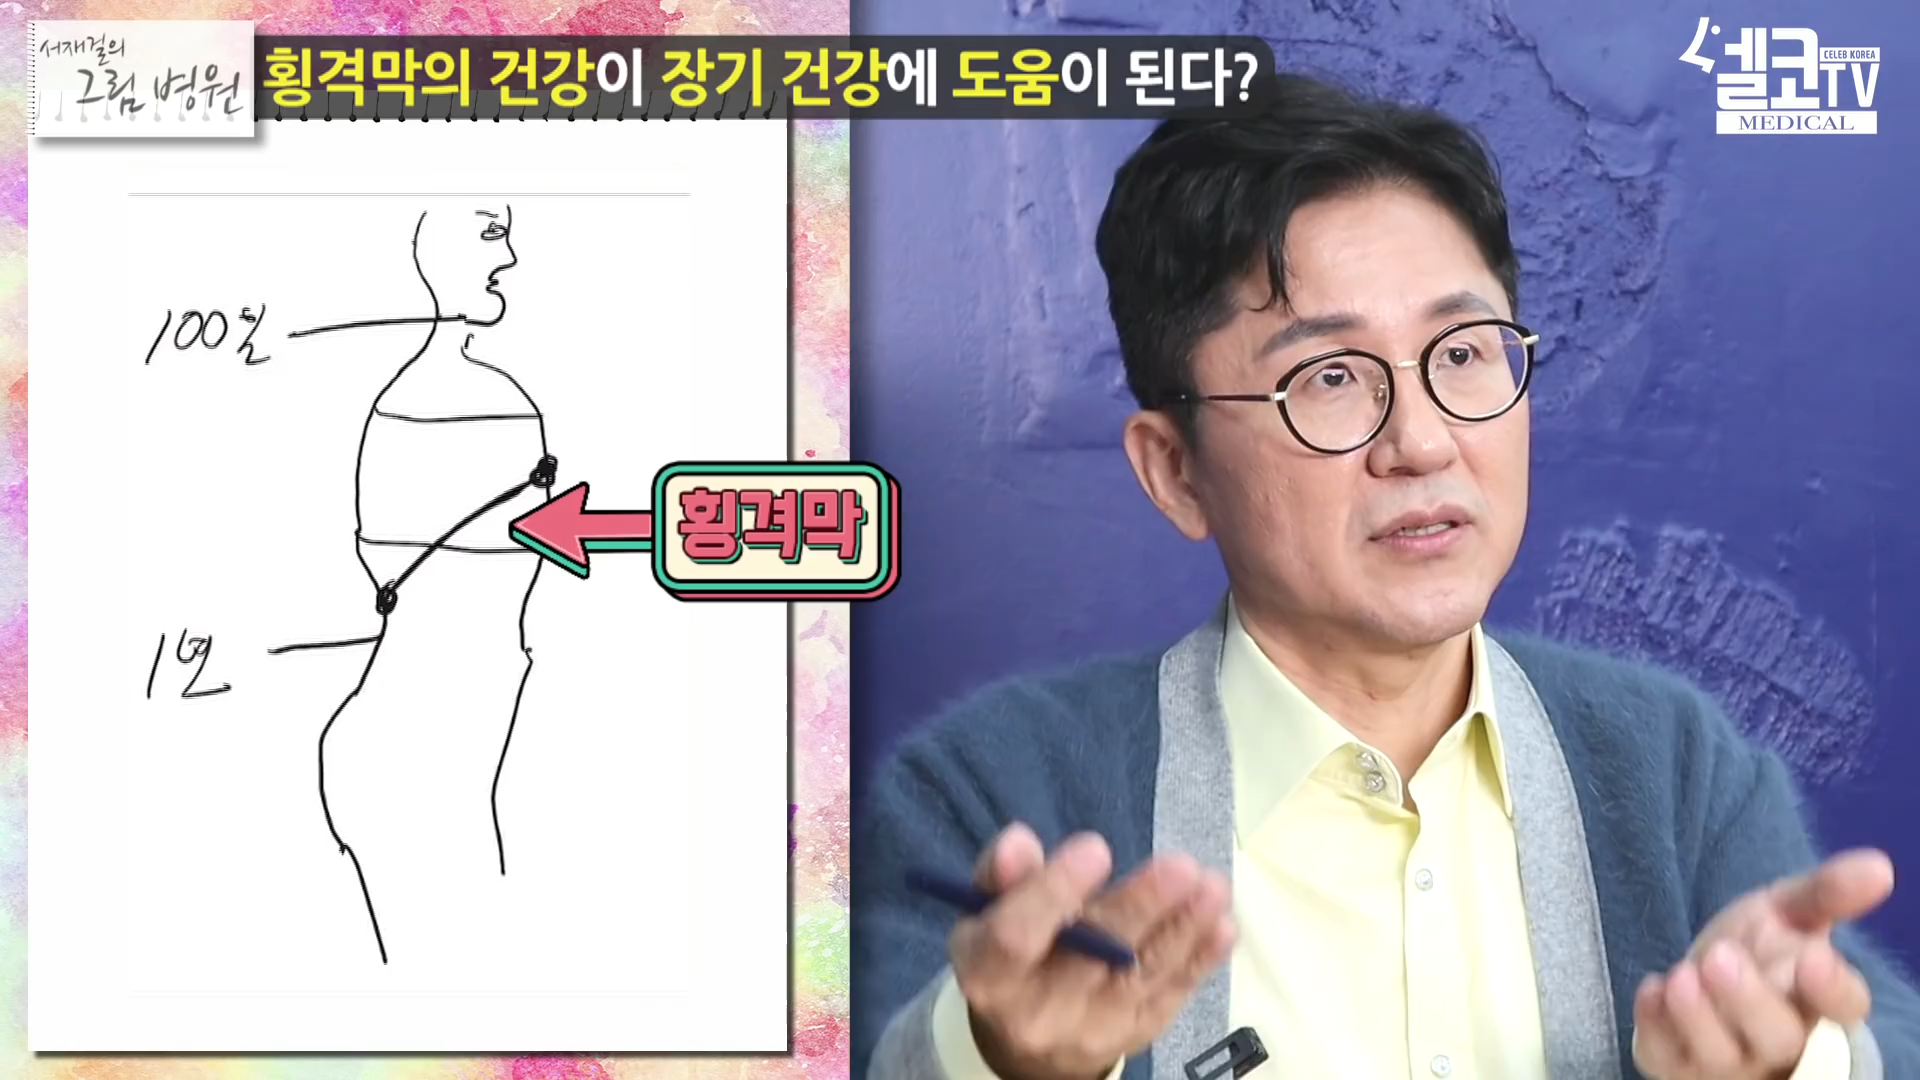 서재걸의
그림 병원
횡격막의 건강이 장기 건강에 도움이 된다?
셀코TV
CELEB KOREA
MEDICAL
100일
횡격막
1년